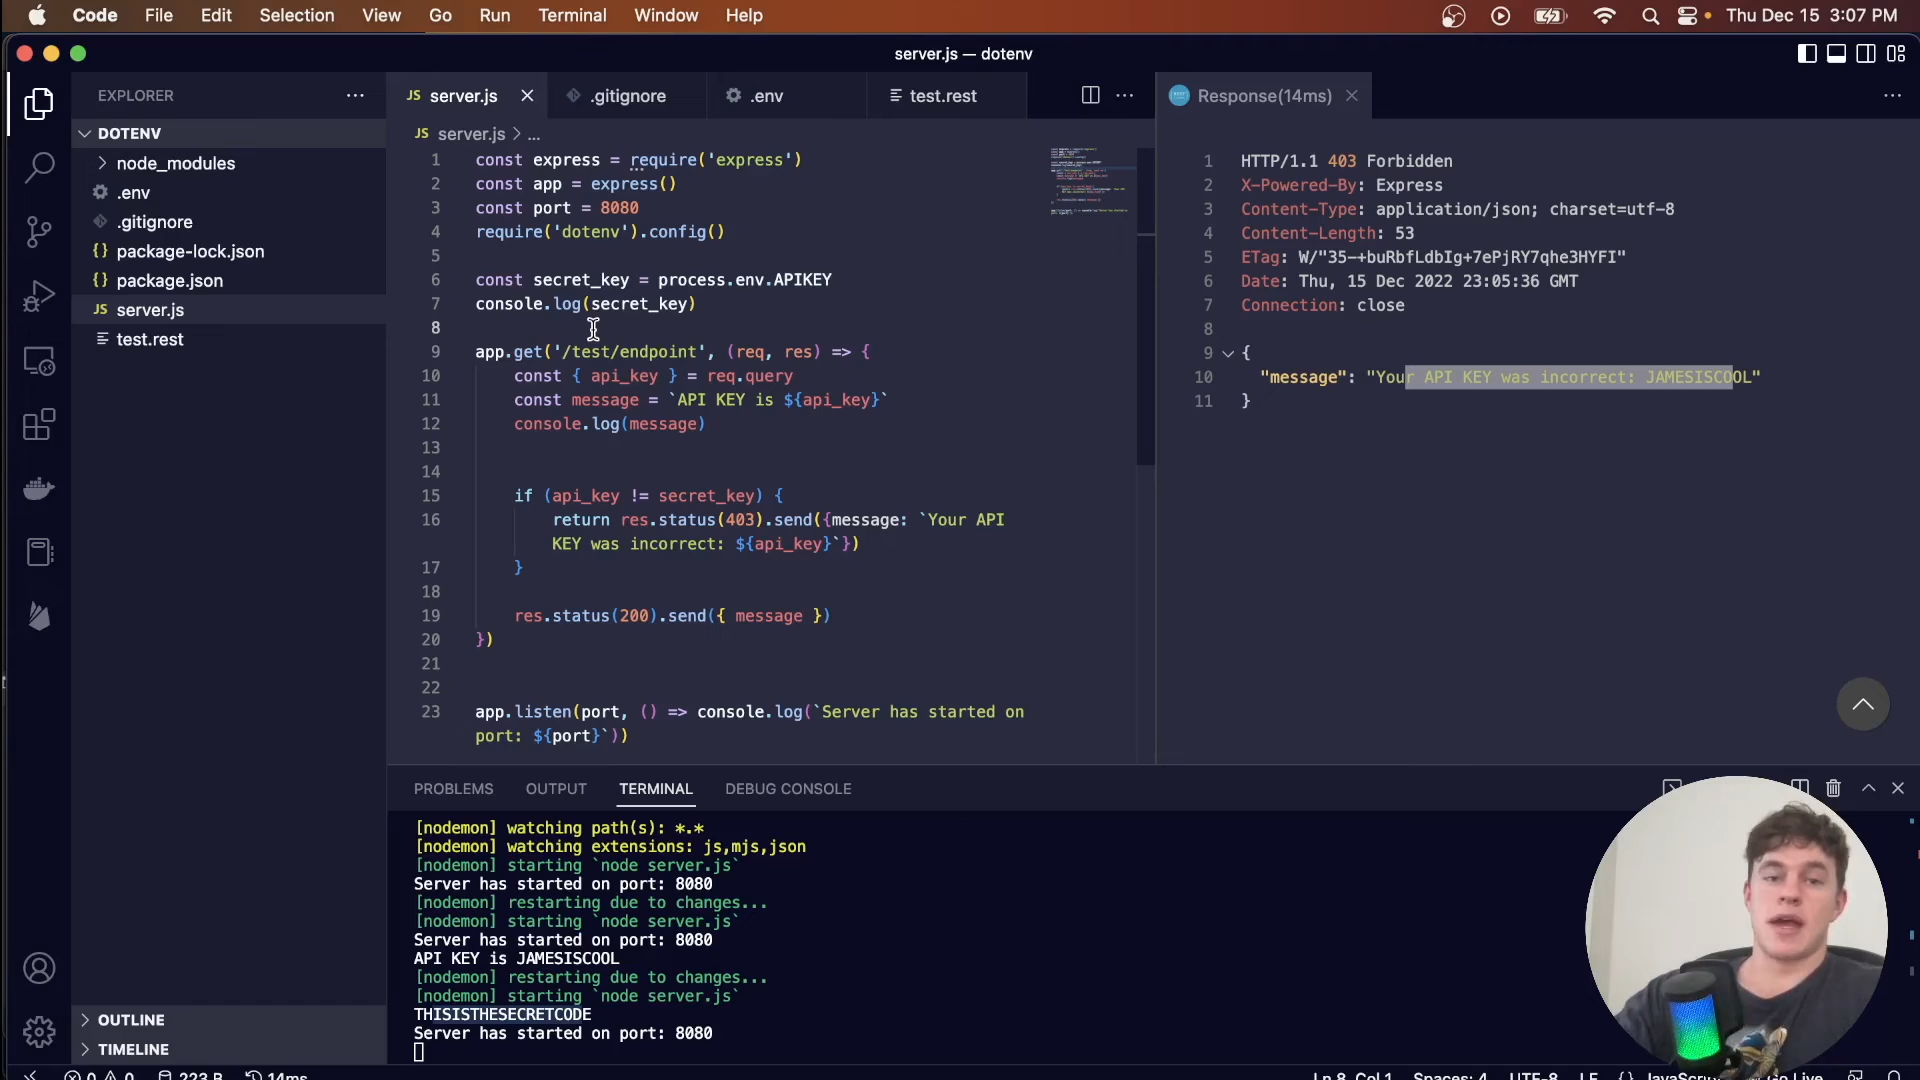 Code File Edit Selection View Go Run Terminal Window Help Thu Dec 15 3:07 PM
server.js — dotenv
EXPLORER
DOTENV
node_modules
.env
.gitignore
package-lock.json
package.json
server.js
test.rest
OUTLINE
TIMELINE
JS server.js .gitignore .env test.rest
JS server.js > ...
1 const express = require('express')
2 const app = express()
3 const port = 8080
4 require('dotenv').config()
5
6 const secret_key = process.env.APIKEY
7 console.log(secret_key)
8
9 app.get('/test/endpoint', (req, res) => {
10 const { api_key } = req.query
11 const message = `API KEY is ${api_key}`
12 console.log(message)
13
14
15 if (api_key != secret_key) {
16 return res.status(403).send({message: `Your API
KEY was incorrect: ${api_key}`})
17 }
18
19 res.status(200).send({ message })
20 })
21
22
23 app.listen(port, () => console.log(`Server has started on
port: ${port}`))
Response(14ms)
1 HTTP/1.1 403 Forbidden
2 X-Powered-By: Express
3 Content-Type: application/json; charset=utf-8
4 Content-Length: 53
5 ETag: W/"35-+buRbfLdbIg+7ePjRY7qhe3HYFI"
6 Date: Thu, 15 Dec 2022 23:05:36 GMT
7 Connection: close
8
9 {
10 "message": "Your API KEY was incorrect: JAMESISCOOL"
11 }
PROBLEMS OUTPUT TERMINAL DEBUG CONSOLE
[nodemon] watching path(s): *.*
[nodemon] watching extensions: js,mjs,json
[nodemon] starting `node server.js`
Server has started on port: 8080
[nodemon] restarting due to changes...
[nodemon] starting `node server.js`
Server has started on port: 8080
API KEY is JAMESISCOOL
[nodemon] restarting due to changes...
[nodemon] starting `node server.js`
THISISTHESECRETCODE
Server has started on port: 8080
0 0 223 B 14ms Ln 8, Col 1 Spaces: 4 UTF-8 LF {} JavaScript Go Live